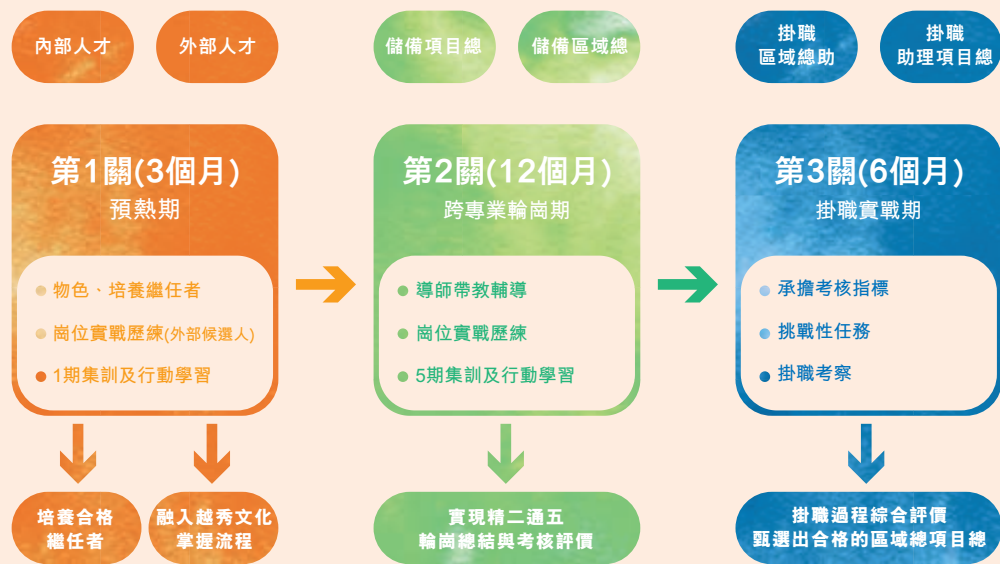 內部人才
外部人才
儲備項目總
儲備區域總
掛職
區域總助
掛職
助理項目總
第1關(3個月)
預熱期
物色、培養繼任者
崗位實戰歷練(外部候選人)
1期集訓及行動學習
第2關(12個月)
跨專業輪崗期
導師帶教輔導
崗位實戰歷練
5期集訓及行動學習
第3關(6個月)
掛職實戰期
承擔考核指標
挑戰性任務
掛職考察
培養合格
繼任者
融入越秀文化
掌握流程
實現精二通五
輪崗總結與考核評價
掛職過程綜合評價
甄選出合格的區域總項目總